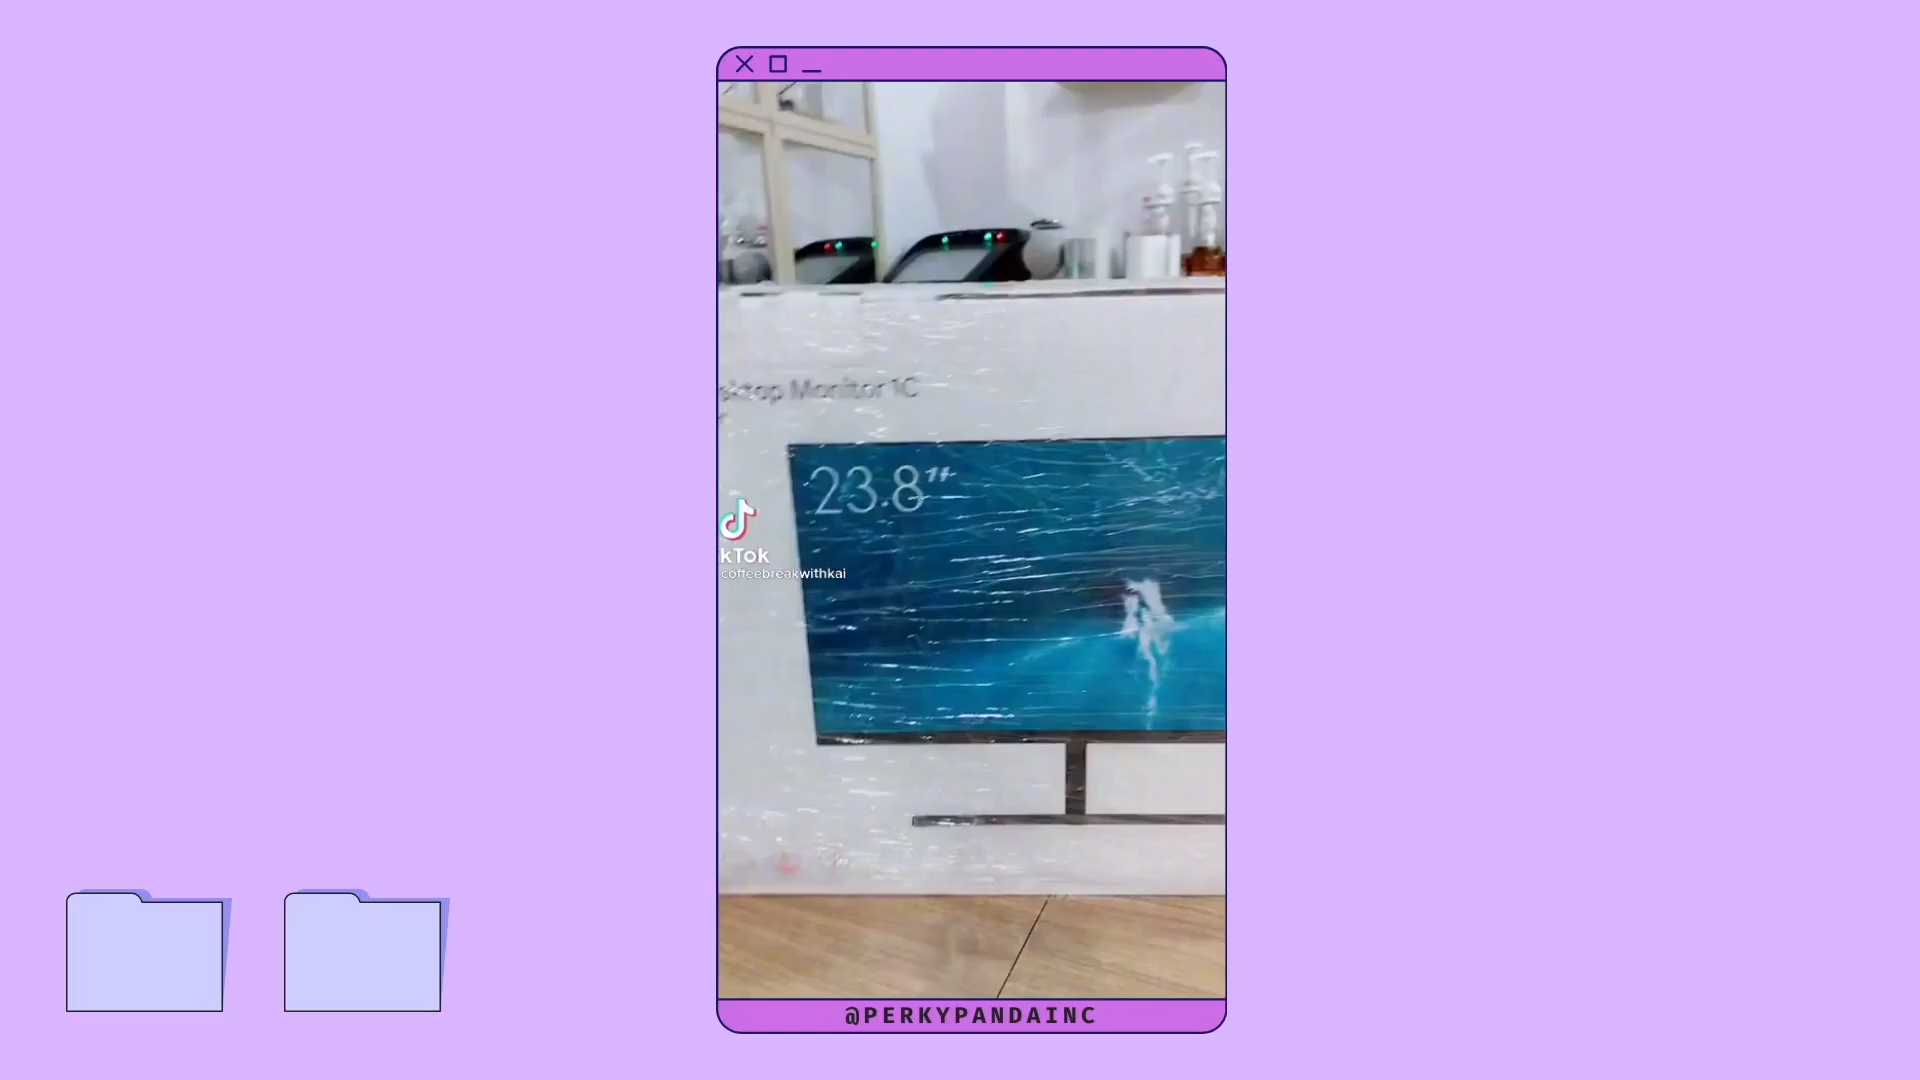 sktop Monitor 1C
23.8"
kTok
coffeebreakwithkai
@PERKYPANDAINC